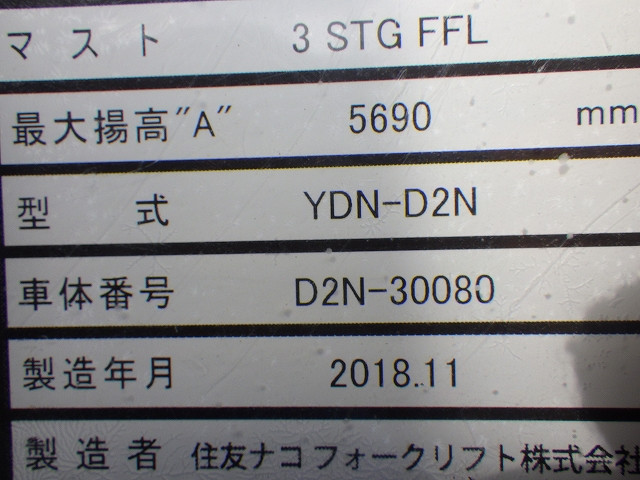 マスト 3 STG FFL
最大揚高"A" 5690 mm
型式 YDN-D2N
車体番号 D2N-30080
製造年月 2018.11
製造者 住友ナコフォークリフト株式会社